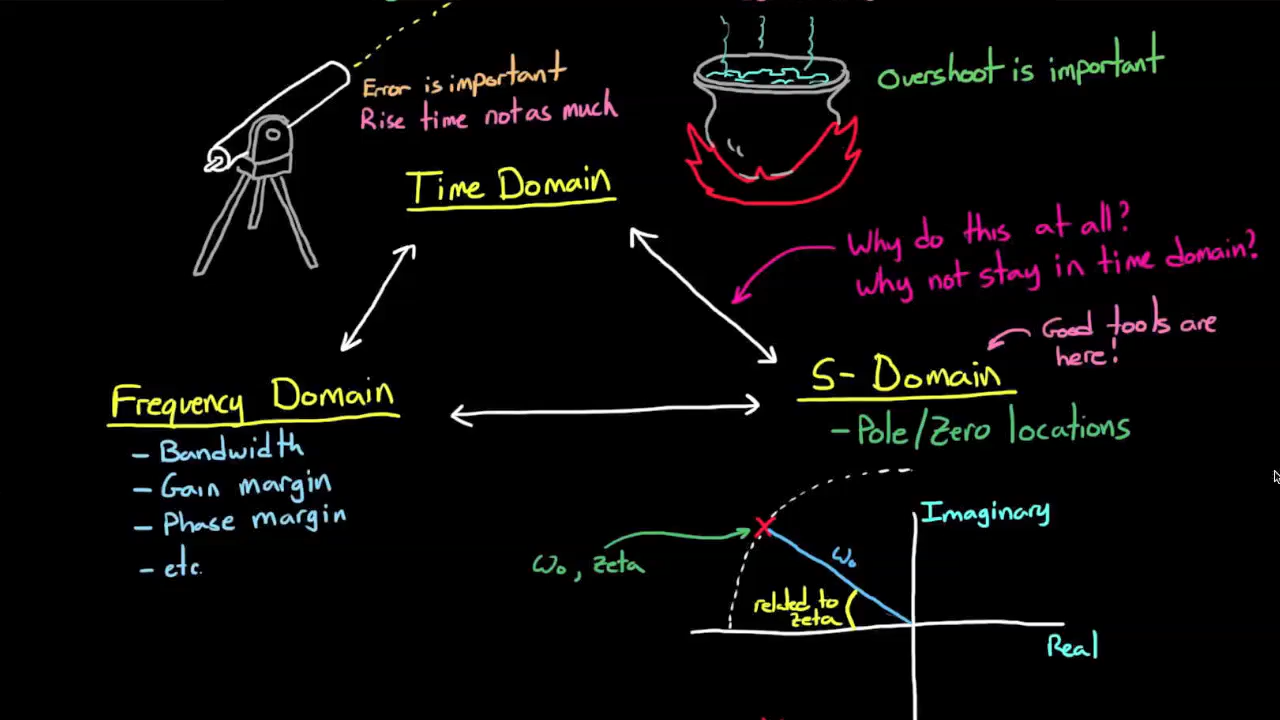 Error is important
Rise time not as much
Overshoot is important
Time Domain
Why do this at all?
Why not stay in time domain?
Good tools are
here!
S- Domain
- Pole/Zero locations
Frequency Domain
- Bandwidth
- Gain margin
- Phase margin
- etc.
Imaginary
ω₀, zeta
ω₀
related to
zeta
Real